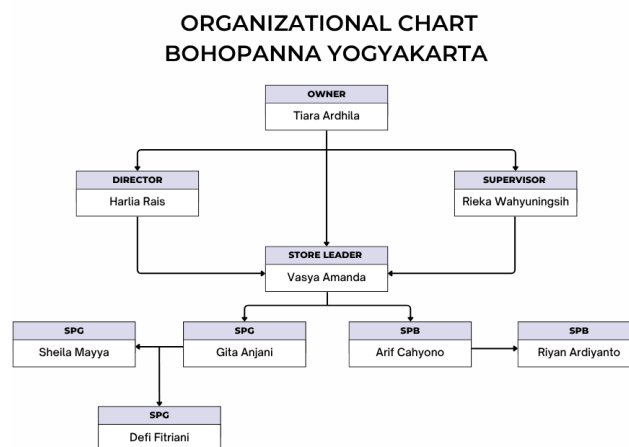 ORGANIZATIONAL CHART
BOHOPANNA YOGYAKARTA
OWNER
Tiara Ardhila
DIRECTOR
Harlia Rais
SUPERVISOR
Rieka Wahyuningsih
STORE LEADER
Vasya Amanda
SPG
Sheila Mayya
SPG
Gita Anjani
SPB
Arif Cahyono
SPB
Riyan Ardiyanto
SPG
Defi Fitriani